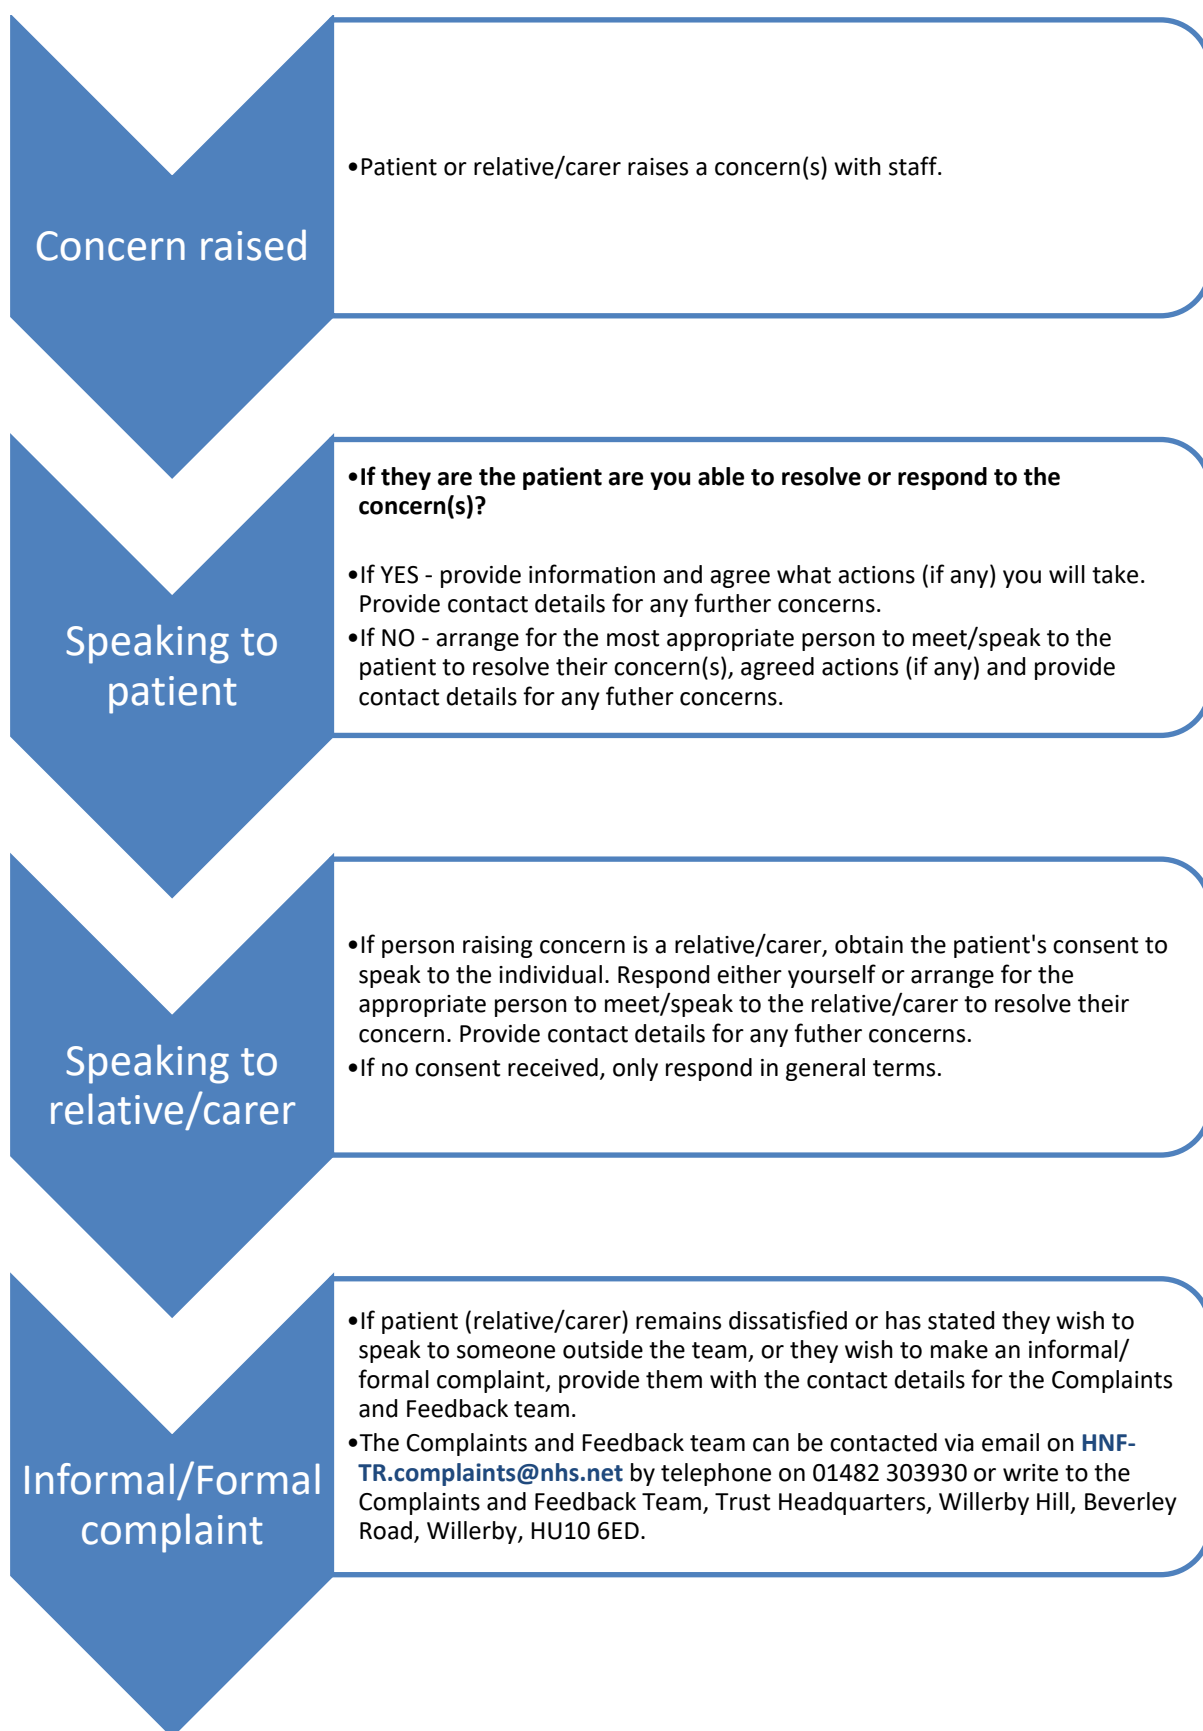 Concern raised
•Patient or relative/carer raises a concern(s) with staff.
Speaking to
patient
•If they are the patient are you able to resolve or respond to the
concern(s)?
•If YES - provide information and agree what actions (if any) you will take.
Provide contact details for any further concerns.
•If NO - arrange for the most appropriate person to meet/speak to the
patient to resolve their concern(s), agreed actions (if any) and provide
contact details for any futher concerns.
Speaking to
relative/carer
•If person raising concern is a relative/carer, obtain the patient's consent to
speak to the individual. Respond either yourself or arrange for the
appropriate person to meet/speak to the relative/carer to resolve their
concern. Provide contact details for any futher concerns.
•If no consent received, only respond in general terms.
Informal/Formal
complaint
•If patient (relative/carer) remains dissatisfied or has stated they wish to
speak to someone outside the team, or they wish to make an informal/
formal complaint, provide them with the contact details for the Complaints
and Feedback team.
•The Complaints and Feedback team can be contacted via email on HNF-
TR.complaints@nhs.net by telephone on 01482 303930 or write to the
Complaints and Feedback Team, Trust Headquarters, Willerby Hill, Beverley
Road, Willerby, HU10 6ED.